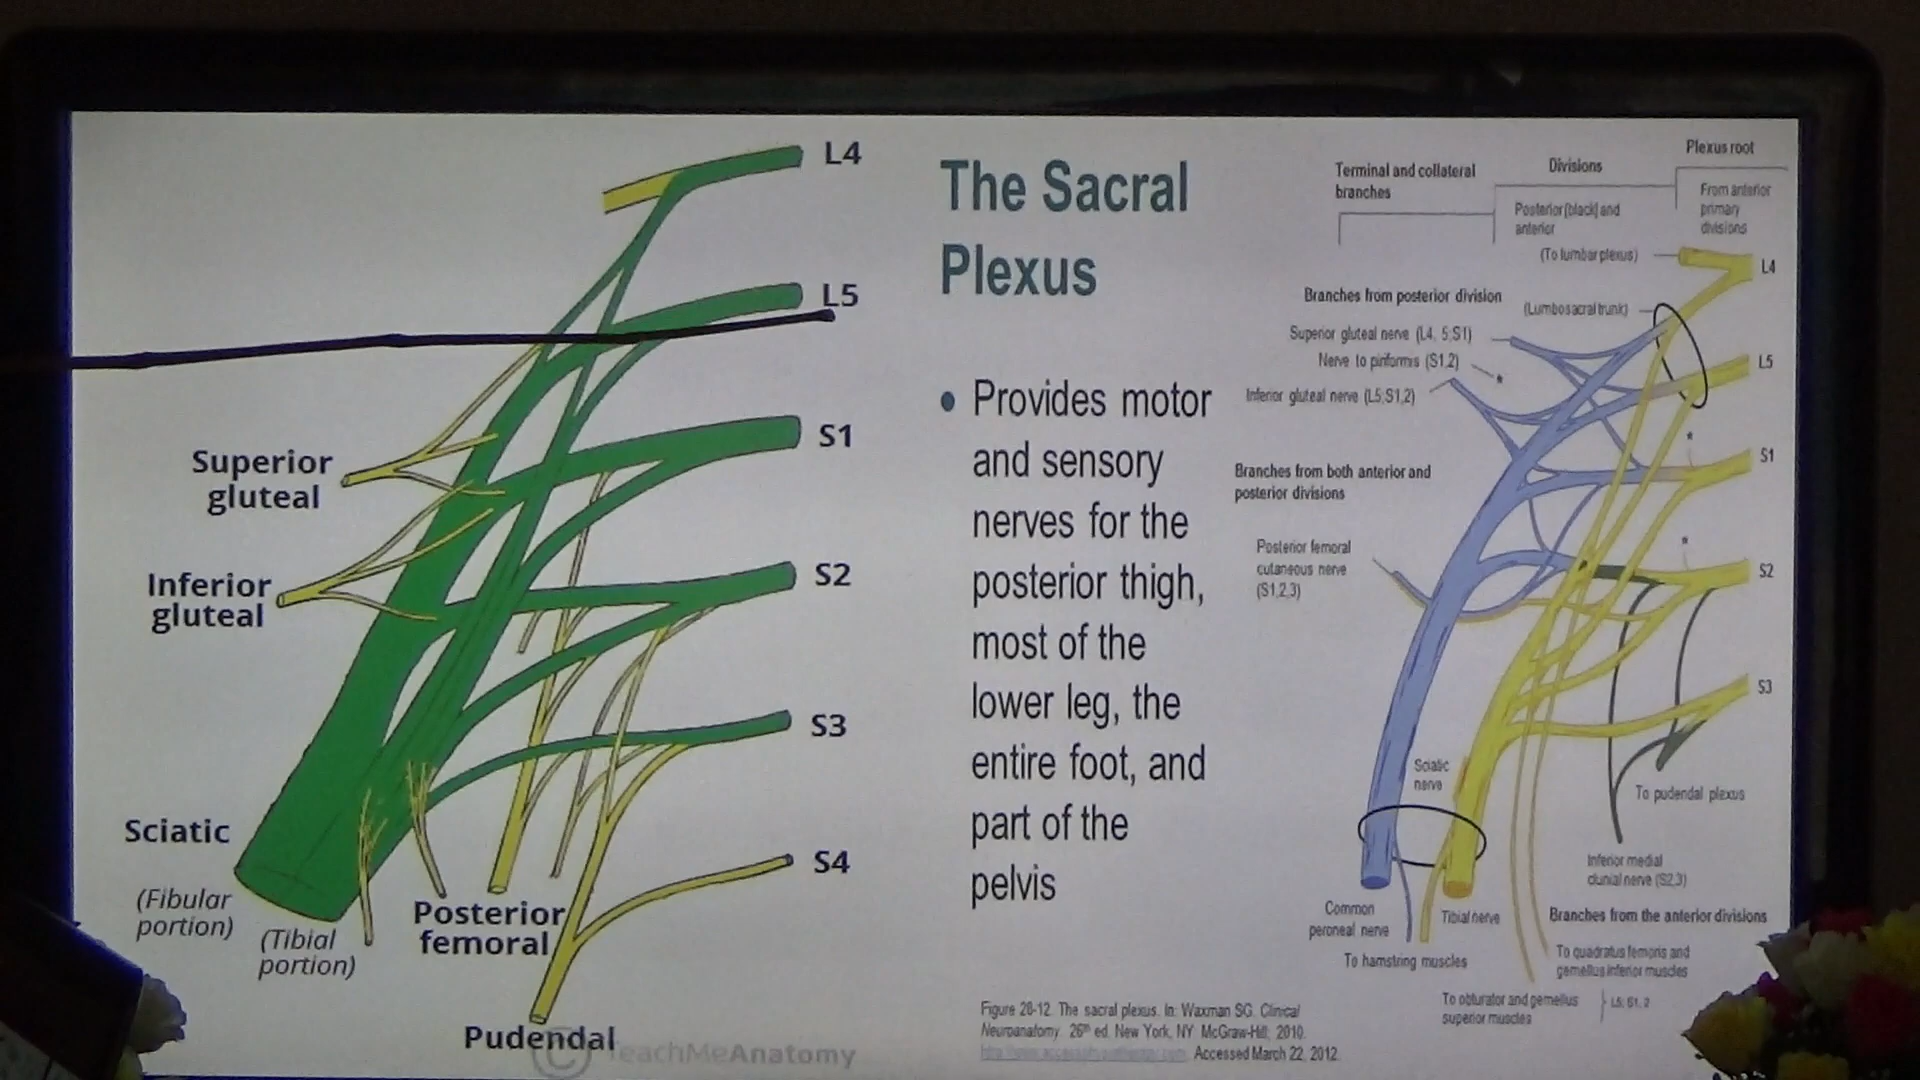 L4
L5
S1
S2
S3
S4
Superior
gluteal
Inferior
gluteal
Sciatic
(Fibular
portion)
(Tibial
portion)
Posterior
femoral
Pudendal
TeachMeAnatomy
The Sacral
Plexus
• Provides motor
and sensory
nerves for the
posterior thigh,
most of the
lower leg, the
entire foot, and
part of the
pelvis
Plexus root
Divisions
Terminal and collateral
branches
From anterior
primary
divisions
Posterior [black] and
anterior
(To lumbar plexus)
L4
Branches from posterior division
(Lumbosacral trunk)
Superior gluteal nerve (L4, 5;S1)
Nerve to piriformis (S1,2)
*
L5
Inferior gluteal nerve (L5;S1,2)
*
S1
Branches from both anterior and
posterior divisions
*
Posterior femoral
cutaneous nerve
(S1,2,3)
S2
S3
Sciatic
nerve
To pudendal plexus
Inferior medial
clunial nerve (S2,3)
Common
peroneal nerve
Tibial nerve
Branches from the anterior divisions
To hamstring muscles
To quadratus femoris and
gemellus inferior muscles
To obturator and gemellus
superior muscles
L5; S1, 2
Figure 28-12. The sacral plexus. In: Waxman SG. Clinical
Neuroanatomy. 26th ed. New York, NY: McGraw-Hill; 2010.
Accessed March 22, 2012.